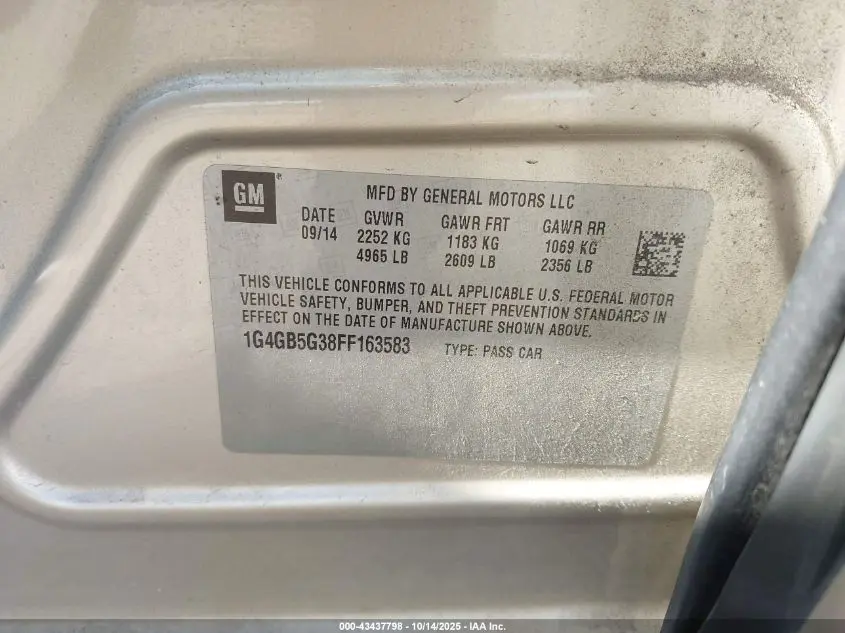 GM
MFD BY GENERAL MOTORS LLC
DATE GVWR GAWR FRT GAWR RR
09/14 2252 KG 1183 KG 1069 KG
4965 LB 2609 LB 2356 LB
THIS VEHICLE CONFORMS TO ALL APPLICABLE U.S. FEDERAL MOTOR
VEHICLE SAFETY, BUMPER, AND THEFT PREVENTION STANDARDS IN
EFFECT ON THE DATE OF MANUFACTURE SHOWN ABOVE.
1G4GB5G38FF163583 TYPE: PASS CAR
000-43437798 - 10/14/2025 - IAA Inc.